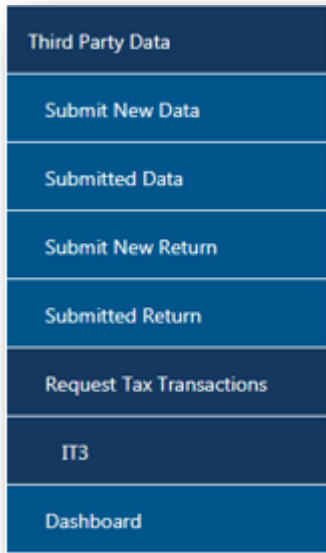 Third Party Data
Submit New Data
Submitted Data
Submit New Return
Submitted Return
Request Tax Transactions
IT3
Dashboard